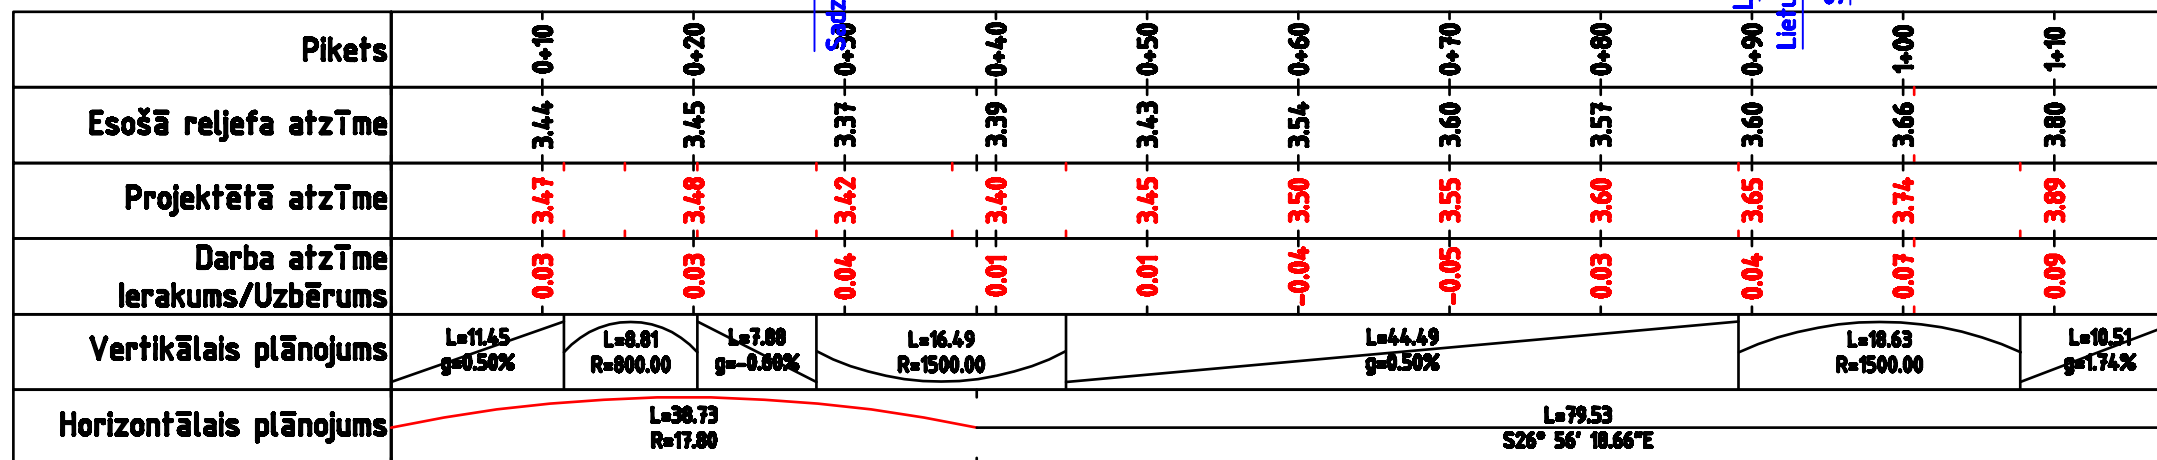 Pikets 0+10 0+20 0+30 0+40 0+50 0+60 0+70 0+80 0+90 1+00 1+10
Esošā reljefa atzīme 3.44 3.45 3.37 3.39 3.43 3.54 3.60 3.57 3.60 3.66 3.80
Projektētā atzīme 3.47 3.48 3.42 3.40 3.45 3.50 3.55 3.60 3.65 3.74 3.89
Darba atzīme
Ierakums/Uzbērums 0.03 0.03 0.04 0.01 0.01 -0.04 -0.05 0.03 0.04 0.07 0.09
Vertikālais plānojums
L=11.45
g=0.50%
L=8.81
R=800.00
L=7.88
g=-0.60%
L=16.49
R=1500.00
L=44.49
g=0.50%
L=18.63
R=1500.00
L=10.51
g=1.74%
Horizontālais plānojums
L=38.73
R=17.80
L=79.53
S26° 56' 18.66"E